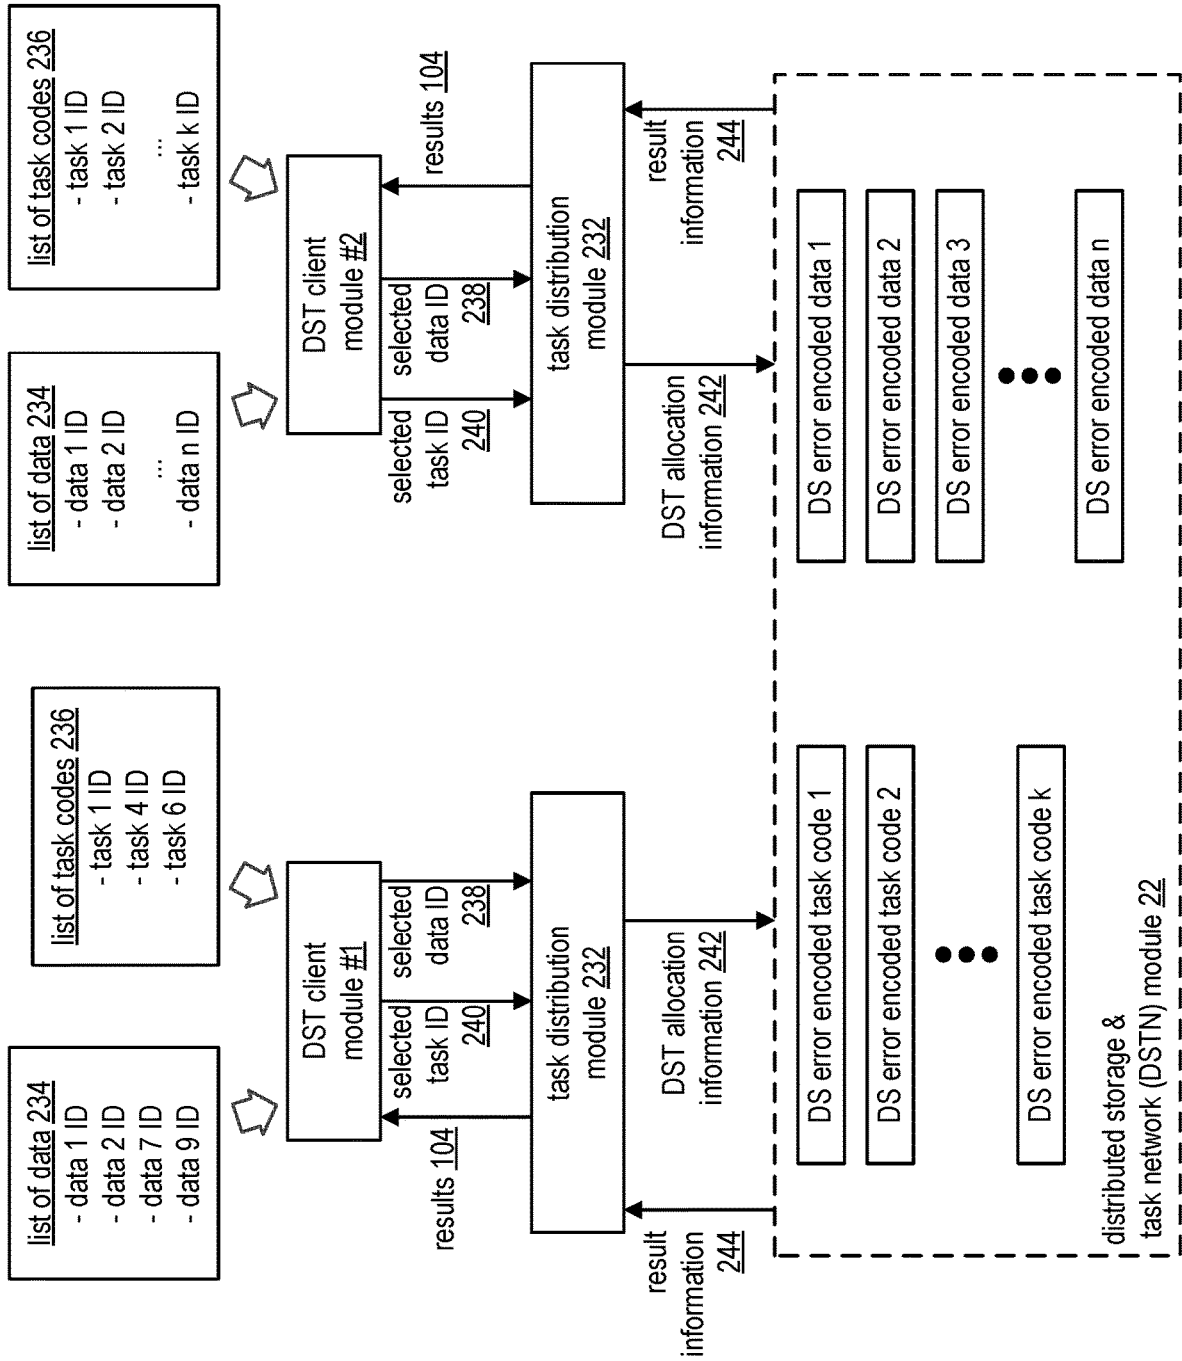 list of data 234
- data 1 ID
- data 2 ID
- data 7 ID
- data 9 ID
list of task codes 236
- task 1 ID
- task 4 ID
- task 6 ID
list of data 234
- data 1 ID
- data 2 ID
...
- data n ID
list of task codes 236
- task 1 ID
- task 2 ID
...
- task k ID
DST client
module #1
DST client
module #2
results 104
selected
task ID
240
selected
data ID
238
selected
task ID
240
selected
data ID
238
results 104
task distribution
module 232
task distribution
module 232
result
information
244
DST allocation
information 242
DST allocation
information 242
result
information
244
DS error encoded task code 1
DS error encoded task code 2
DS error encoded task code k
DS error encoded data 1
DS error encoded data 2
DS error encoded data 3
DS error encoded data n
distributed storage &
task network (DSTN) module 22